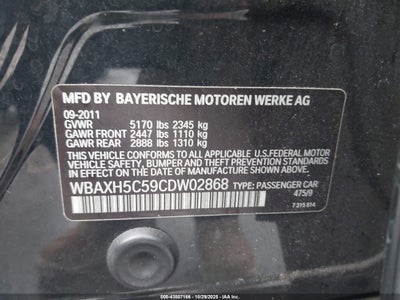 MFD BY BAYERISCHE MOTOREN WERKE AG
09-2011
GVWR 5170 lbs 2345 kg
GAWR FRONT 2447 lbs 1110 kg
GAWR REAR 2888 lbs 1310 kg
THIS VEHICLE CONFORMS TO ALL APPLICABLE U.S.FEDERAL MOTOR
VEHICLE SAFETY, BUMPER, AND THEFT PREVENTION STANDARDS
IN EFFECT ON THE DATE OF MANUFACTURE SHOWN ABOVE.
WBAXH5C59CDW02868 TYPE: PASSENGER CAR
475/9
7 315 814
000-43507166 - 10/29/2025 - IAAI.COM